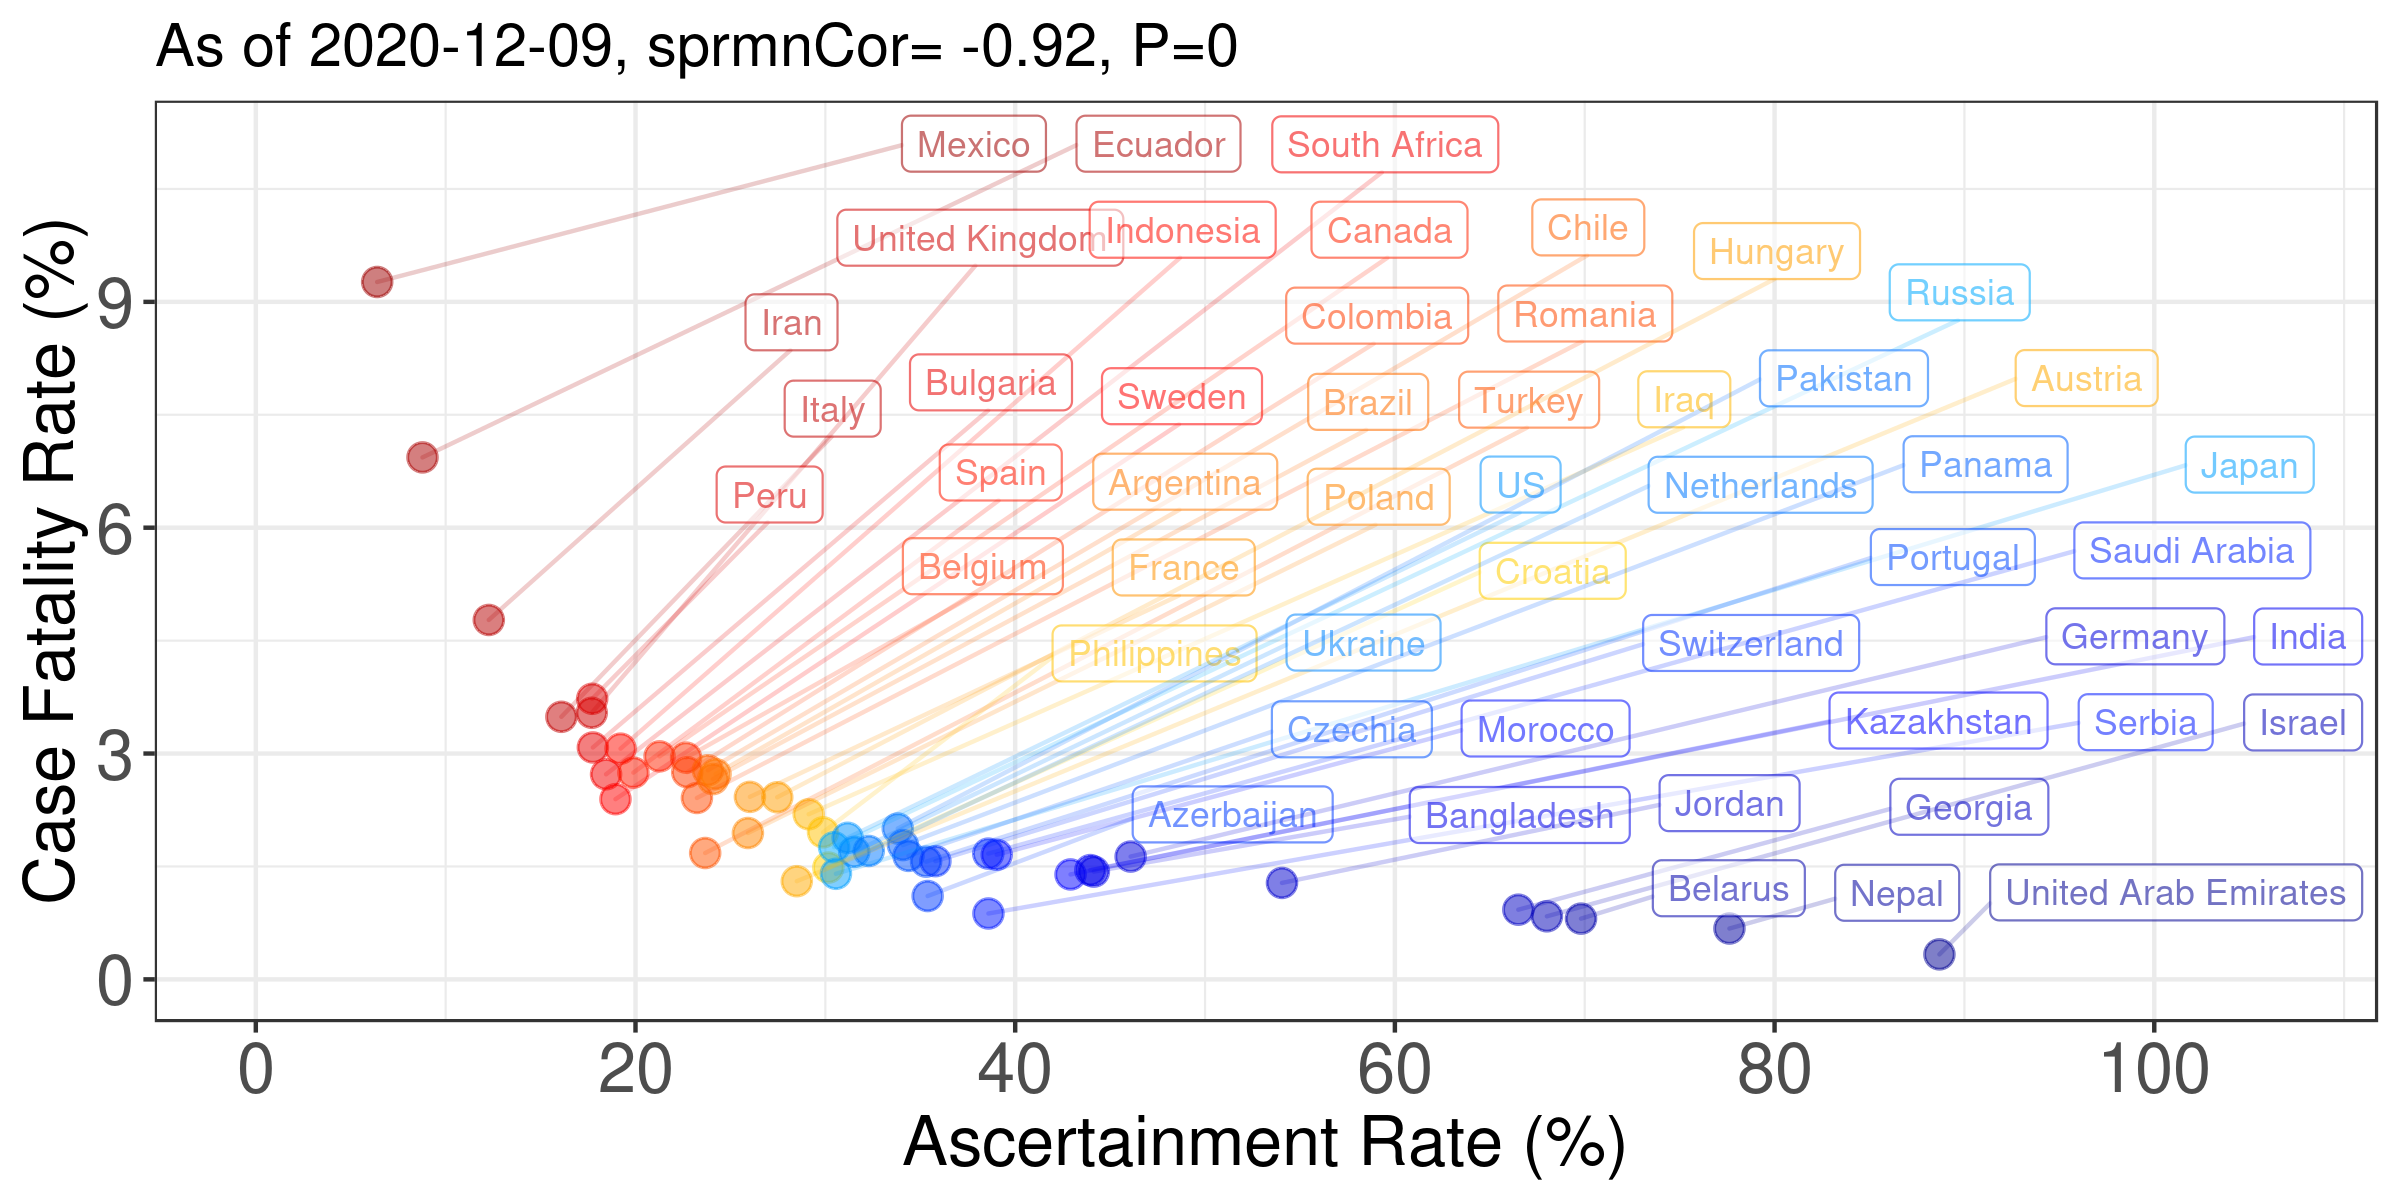 As of 2020-12-09, sprmnCor= -0.92, P=0
Case Fatality Rate (%)
9
6
3
0
Mexico
Ecuador
South Africa
United Kingdom
Indonesia
Canada
Chile
Hungary
Russia
Iran
Colombia
Romania
Bulgaria
Sweden
Italy
Brazil
Turkey
Iraq
Pakistan
Austria
Peru
Spain
Argentina
Poland
US
Netherlands
Panama
Japan
Belgium
France
Croatia
Portugal
Saudi Arabia
Philippines
Ukraine
Switzerland
Germany
India
Czechia
Morocco
Kazakhstan
Serbia
Israel
Azerbaijan
Bangladesh
Jordan
Georgia
Belarus
Nepal
United Arab Emirates
0
20
40
60
80
100
Ascertainment Rate (%)